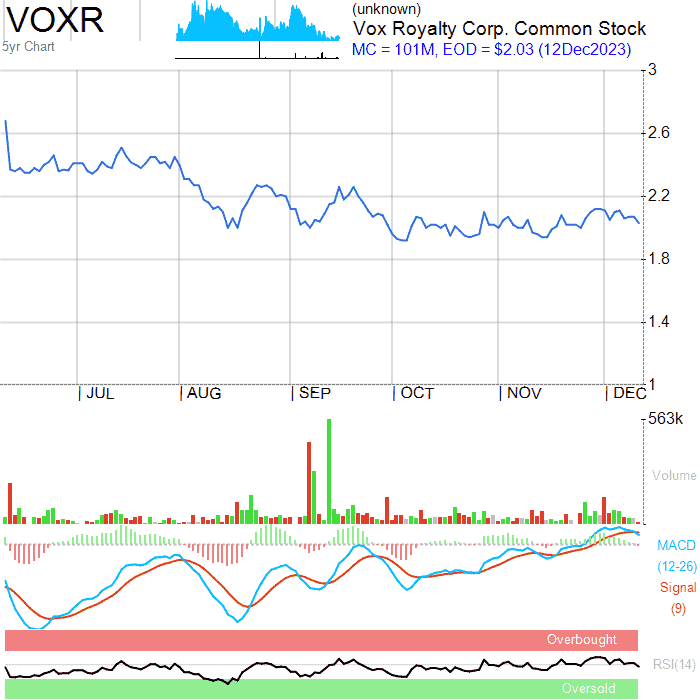 VOXR
5yr Chart
(unknown)
Vox Royalty Corp. Common Stock
MC = 101M, EOD = $2.03 (12Dec2023)
3
2.6
2.2
1.8
1.4
1
JUL
AUG
SEP
OCT
NOV
DEC
563k
Volume
MACD
(12-26)
Signal
(9)
Overbought
RSI(14)
Oversold